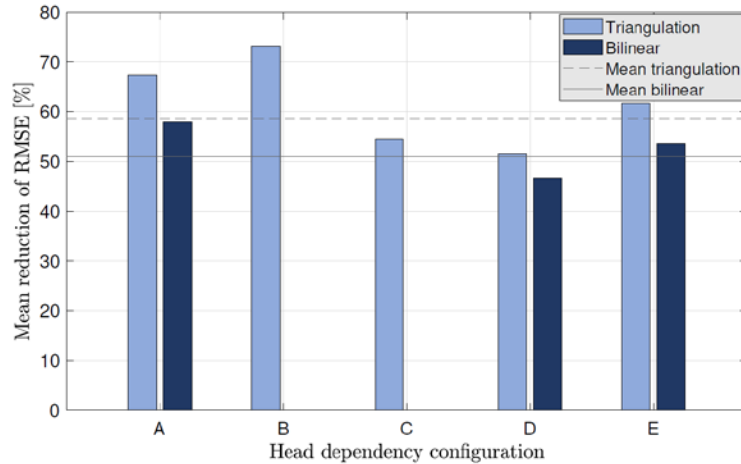 Triangulation
Bilinear
Mean triangulation
Mean bilinear
Mean reduction of RMSE [%]
80
70
60
50
40
30
20
10
0
A B C D E
Head dependency configuration